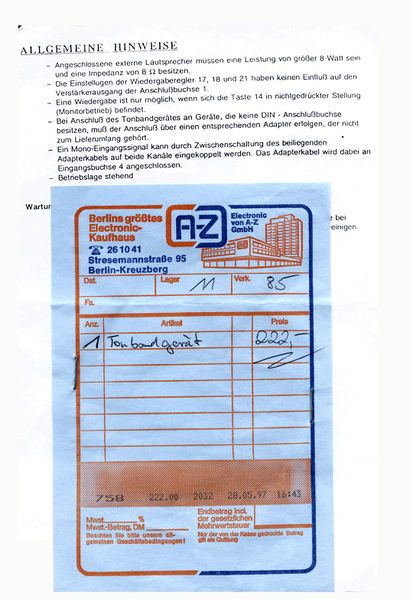 ALLGEMEINE HINWEISE
– Angeschlossene externe Lautsprecher müssen eine Leistung von größer 8 Watt sein
und eine Impedanz von 8 Ω besitzen.
– Die Einstellugen der Wiedergaberegler 17, 18 und 21 haben keinen Einfluß auf den
Verstärkerausgang der Anschlußbuchse 1.
– Eine Wiedergabe ist nur möglich, wenn sich die Taste 14 in nichtgedrückter Stellung
(Monitorbetrieb) befindet.
– Bei Anschluß des Tonbandgerätes an Geräte, die keine DIN - Anschlußbuchse
besitzen, muß der Anschluß über einen entsprechenden Adapter erfolgen, der nicht
zum Lieferumfang gehört.
– Ein Mono-Eingangssignal kann durch Zwischenschaltung des beiliegenden
Adapterkabels auf beide Kanäle eingekoppelt werden. Das Adapterkabel wird dabei an
Eingangsbuchse 4 angeschlossen.
– Betriebslage stehend
Wartur
e bei
reinigen.
Berlins größtes
Electronic-
Kaufhaus
☎ 26 10 41
Stresemannstraße 95
Berlin-Kreuzberg
A-Z
Electronic
von A-Z
GmbH
Dat. Lager 11 Verk. 85
Fa.
Anz. Artikel Preis
1 Tonbandgerät 222,-
758 222.00 2032 28.05.97 16:43
Mwst. %
Mwst.-Betrag, DM
Beachten Sie bitte unsere all-
gemeinen Geschäftsbedingungen!
Endbetrag incl.
der gesetzlichen
Mehrwertsteuer
Nur der von der Kasse gedruckte Betrag
gilt als Quittung